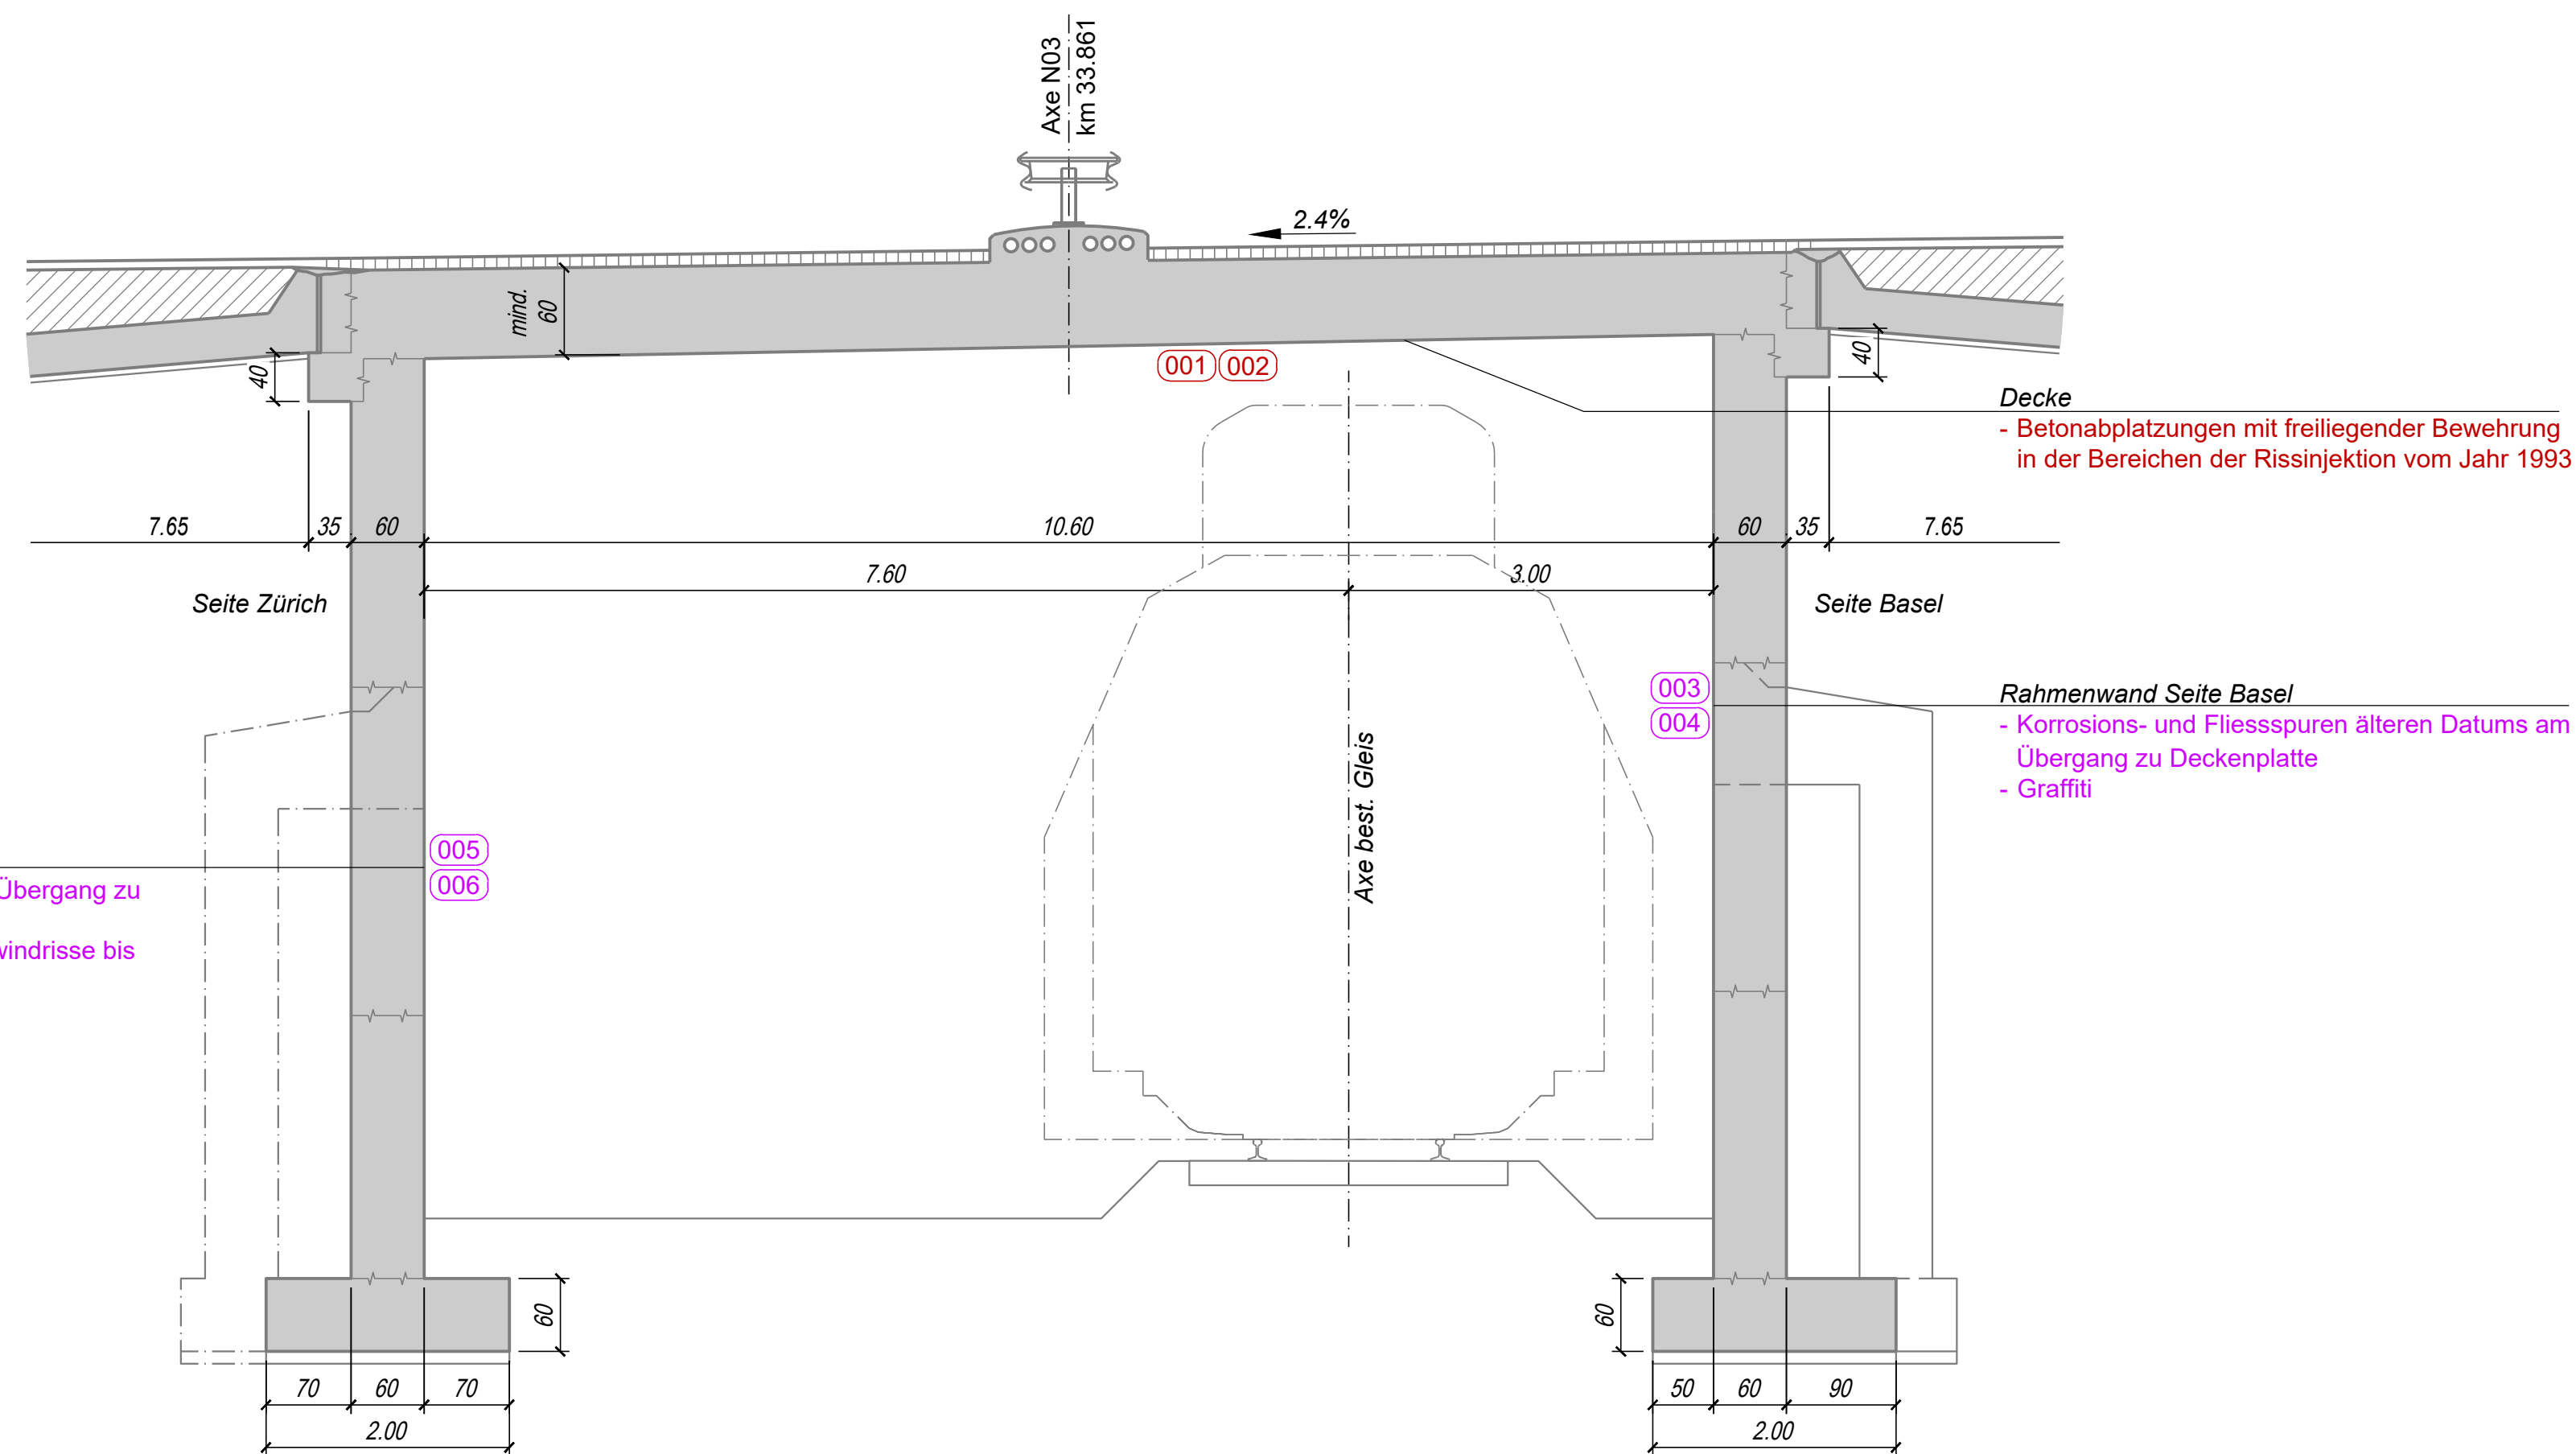 Axe N03
km 33.861
2.4%
mind.
60
40
40
001 002
Decke
- Betonabplatzungen mit freiliegender Bewehrung
in der Bereichen der Rissinjektion vom Jahr 1993
7.65 35 60 10.60 60 35 7.65
7.60 3.00
Seite Zürich
Seite Basel
003
004
Rahmenwand Seite Basel
- Korrosions- und Fliessspuren älteren Datums am
Übergang zu Deckenplatte
- Graffiti
Axe best. Gleis
005
006
Übergang zu
windrisse bis
60
60
70 60 70
2.00
50 60 90
2.00